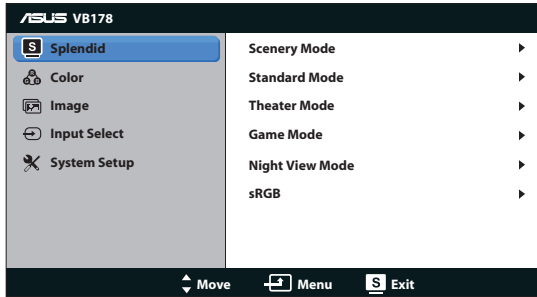 ASUS VB178
S Splendid
Color
Image
Input Select
System Setup
Scenery Mode
Standard Mode
Theater Mode
Game Mode
Night View Mode
sRGB
Move Menu S Exit